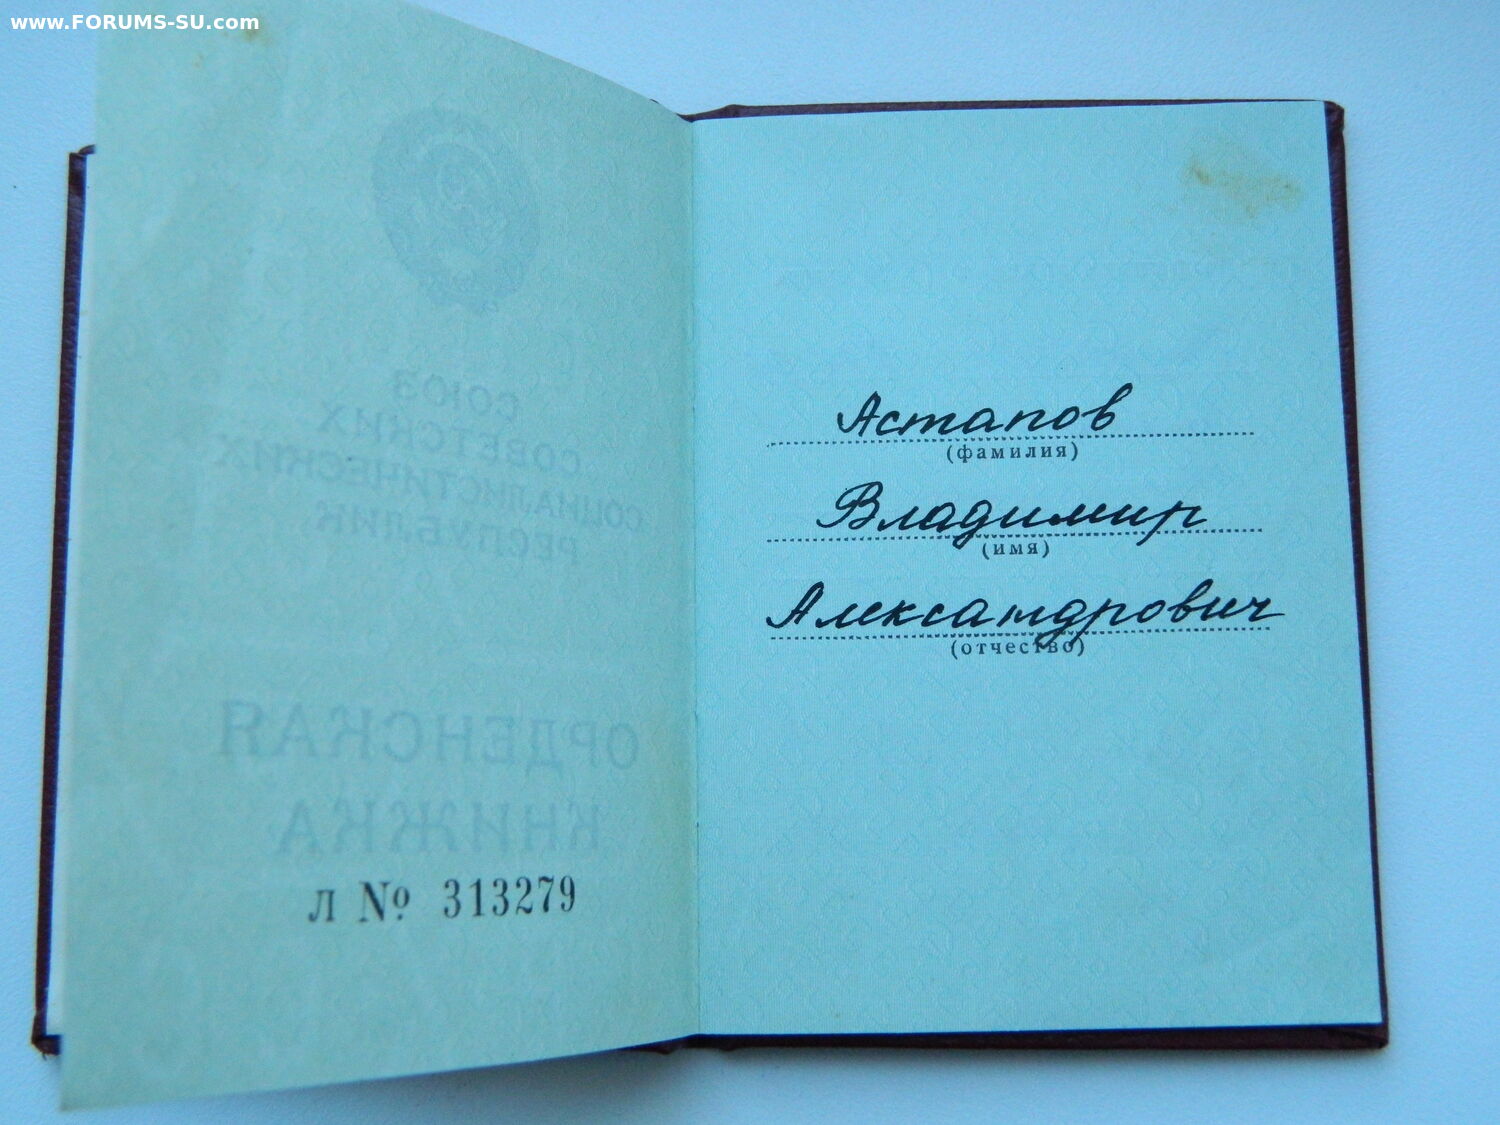 www.FORUMS-SU.com
СОЮЗ
СОВЕТСКИХ
СОЦИАЛИСТИЧЕСКИХ
РЕСПУБЛИК
ОРДЕНСКАЯ
КНИЖКА
Л № 313279
Астапов
(фамилия)
Владимир
(имя)
Александрович
(отчество)